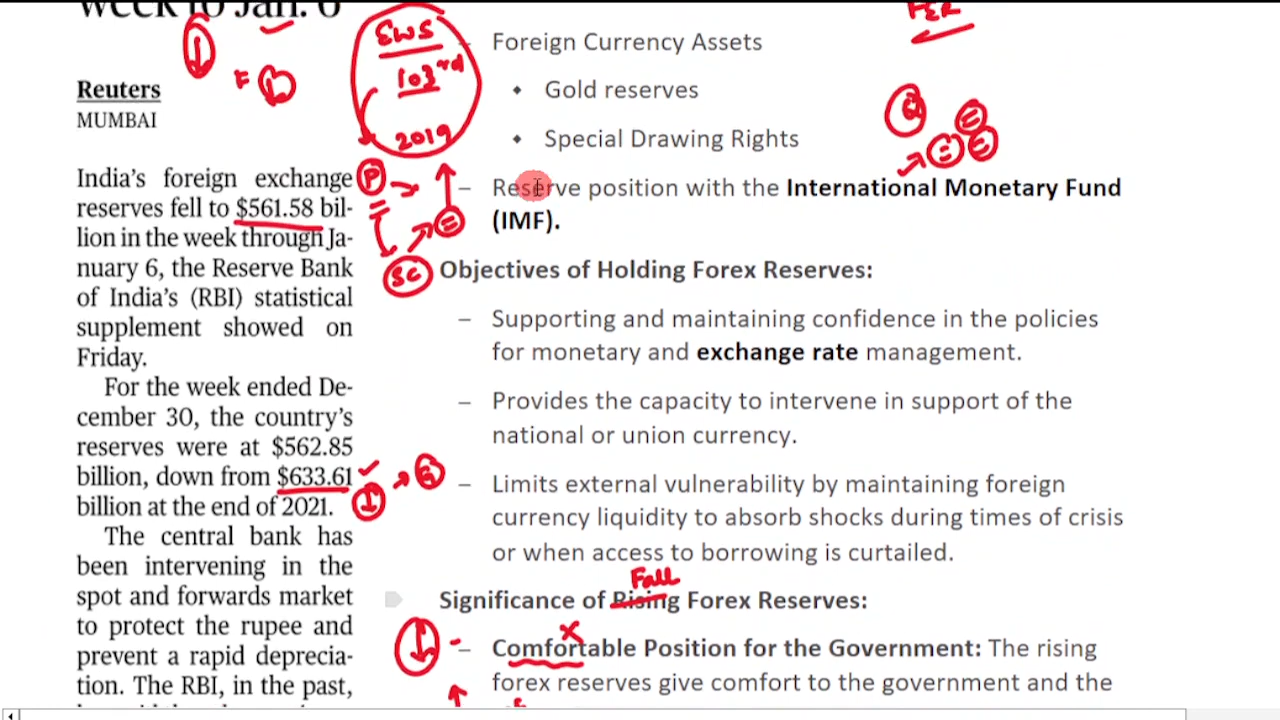 week to Jan. 6
Reuters
MUMBAI
India's foreign exchange
reserves fell to $561.58 bil-
lion in the week through Ja-
nuary 6, the Reserve Bank
of India's (RBI) statistical
supplement showed on
Friday.
For the week ended De-
cember 30, the country's
reserves were at $562.85
billion, down from $633.61
billion at the end of 2021.
The central bank has
been intervening in the
spot and forwards market
to protect the rupee and
prevent a rapid deprecia-
tion. The RBI, in the past,
EWS
103rd
2019
P
SC
FER
– Foreign Currency Assets
• Gold reserves
• Special Drawing Rights
– Reserve position with the International Monetary Fund
(IMF).
Objectives of Holding Forex Reserves:
– Supporting and maintaining confidence in the policies
for monetary and exchange rate management.
– Provides the capacity to intervene in support of the
national or union currency.
– Limits external vulnerability by maintaining foreign
currency liquidity to absorb shocks during times of crisis
or when access to borrowing is curtailed.
Fall
Significance of Rising Forex Reserves:
– Comfortable Position for the Government: The rising
forex reserves give comfort to the government and the